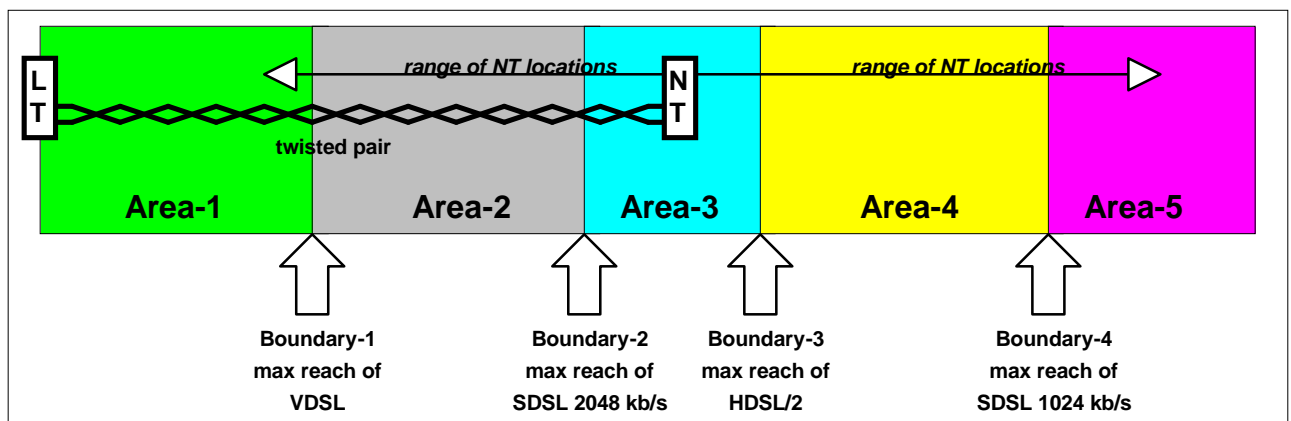 L
T
range of NT locations
N
T
range of NT locations
twisted pair
Area-1
Area-2
Area-3
Area-4
Area-5
Boundary-1
max reach of
VDSL
Boundary-2
max reach of
SDSL 2048 kb/s
Boundary-3
max reach of
HDSL/2
Boundary-4
max reach of
SDSL 1024 kb/s